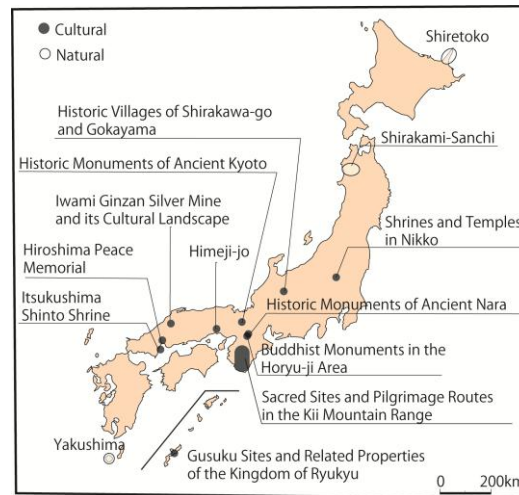 Cultural
Natural
Shiretoko
Historic Villages of Shirakawa-go
and Gokayama
Shirakami-Sanchi
Historic Monuments of Ancient Kyoto
Iwami Ginzan Silver Mine
and its Cultural Landscape
Shrines and Temples
in Nikko
Hiroshima Peace
Memorial
Himeji-jo
Itsukushima
Shinto Shrine
Historic Monuments of Ancient Nara
Buddhist Monuments in the
Horyu-ji Area
Sacred Sites and Pilgrimage Routes
in the Kii Mountain Range
Yakushima
Gusuku Sites and Related Properties
of the Kingdom of Ryukyu
0 200km